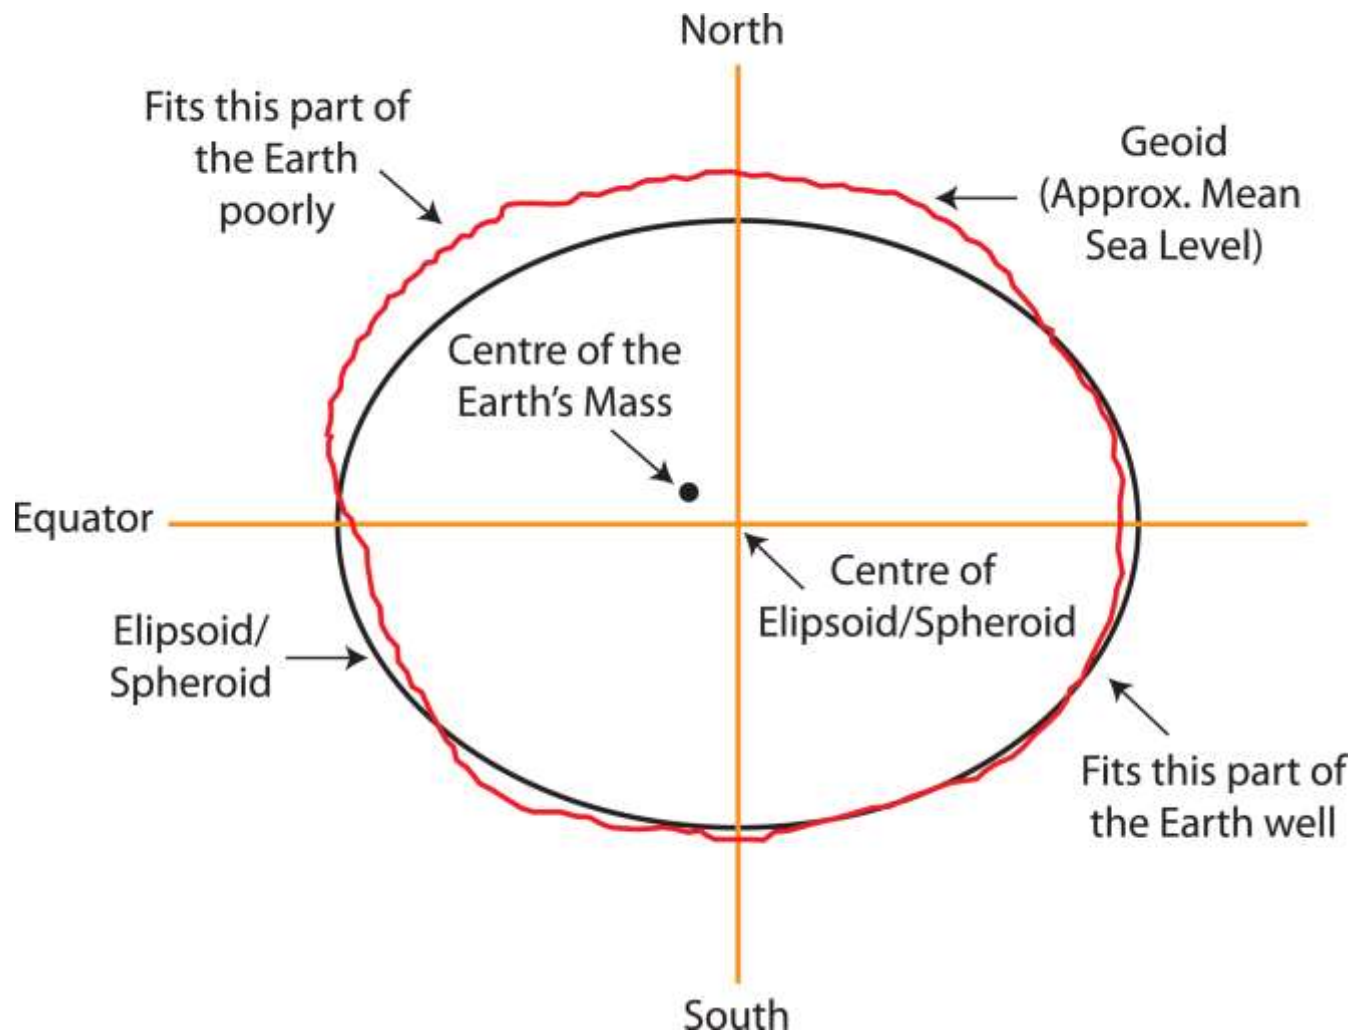 North
Fits this part of
the Earth
poorly
Geoid
(Approx. Mean
Sea Level)
Centre of the
Earth's Mass
Equator
Centre of
Elipsoid/Spheroid
Elipsoid/
Spheroid
Fits this part of
the Earth well
South